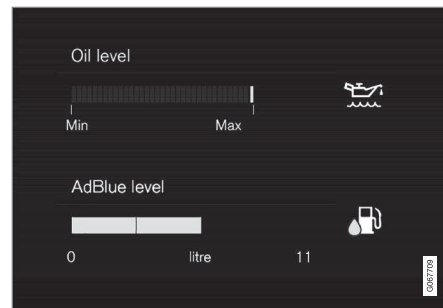 Oil level
Min Max
AdBlue level
0 litre 11
G067709